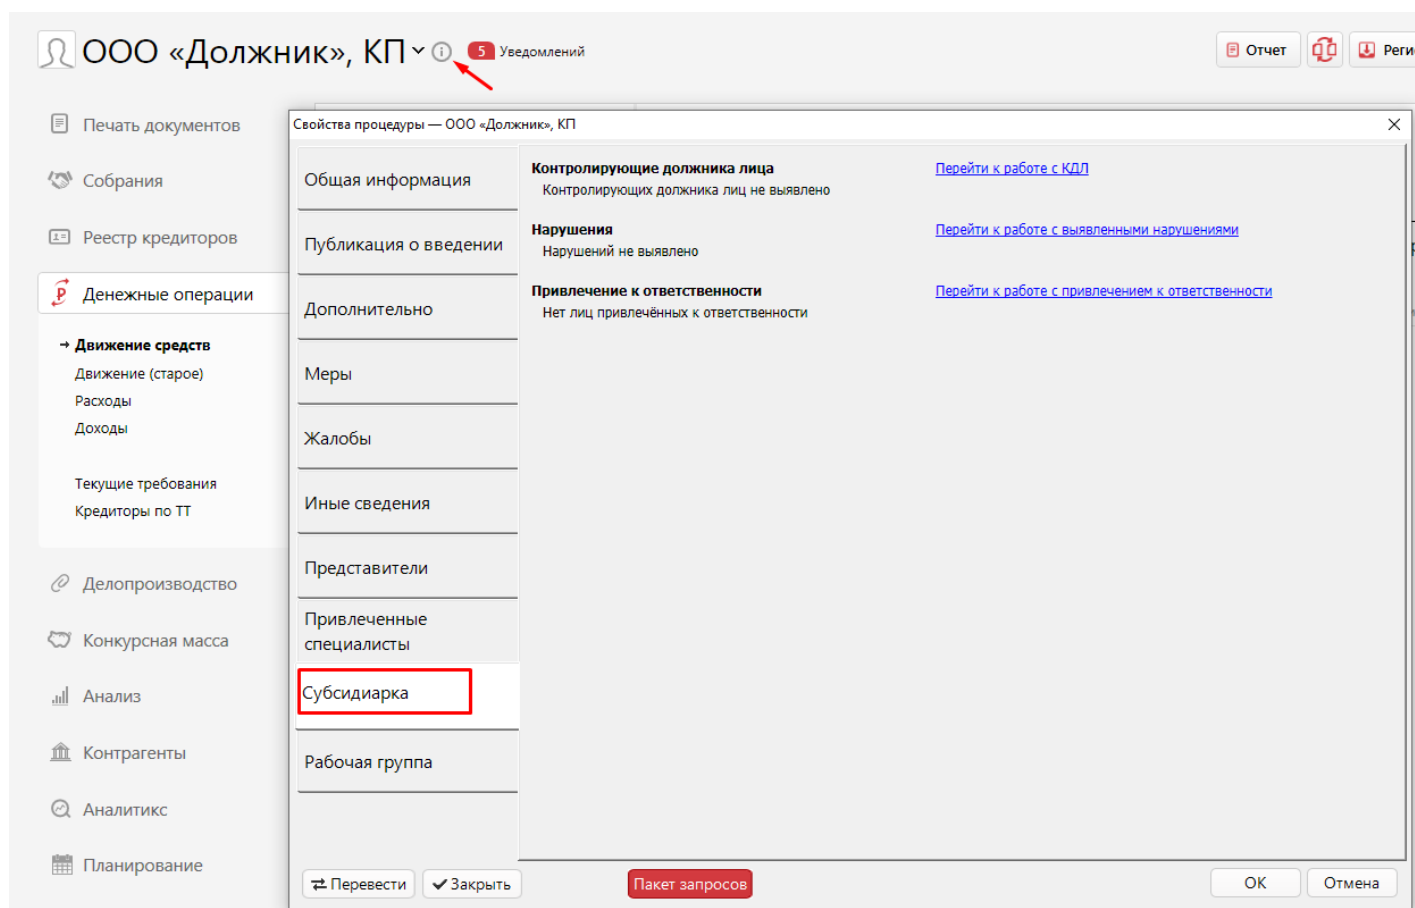 ООО «Должник», КП
5 Уведомлений
Отчет
Печать документов
Собрания
Реестр кредиторов
Денежные операции
→ Движение средств
Движение (старое)
Расходы
Доходы
Текущие требования
Кредиторы по ТТ
Делопроизводство
Конкурсная масса
Анализ
Контрагенты
Аналитикс
Планирование
Свойства процедуры — ООО «Должник», КП
Общая информация
Публикация о введении
Дополнительно
Меры
Жалобы
Иные сведения
Представители
Привлеченные
специалисты
Субсидиарка
Рабочая группа
Контролирующие должника лица
Перейти к работе с КДЛ
Контролирующих должника лиц не выявлено
Нарушения
Перейти к работе с выявленными нарушениями
Нарушений не выявлено
Привлечение к ответственности
Перейти к работе с привлечением к ответственности
Нет лиц привлечённых к ответственности
Перевести
Закрыть
Пакет запросов
ОК
Отмена